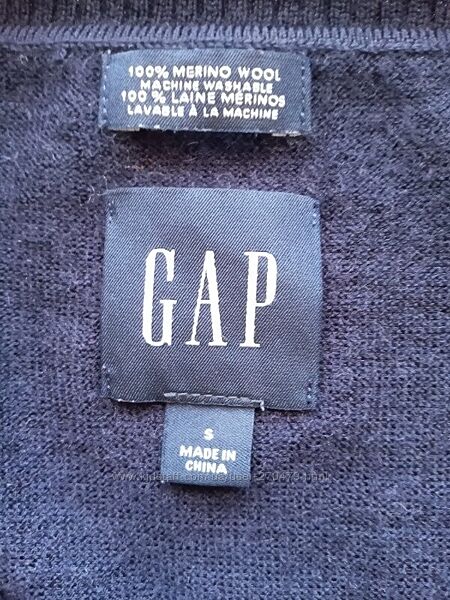 100% MERINO WOOL
MACHINE WASHABLE
100% LAINE MÉRINOS
LAVABLE À LA MACHINE
GAP
S
MADE IN
CHINA